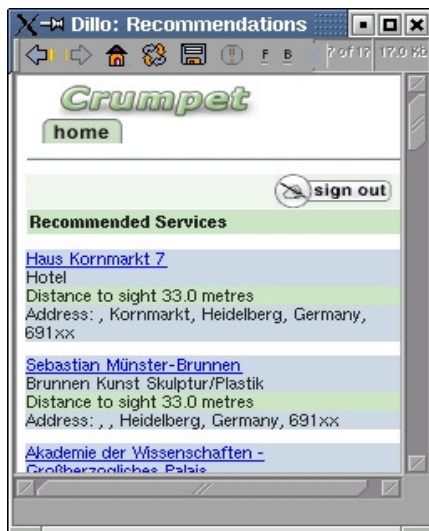 Dillo: Recommendations
F B ? of 1? 17.0 Kb
Crumpet
home
sign out
Recommended Services
Haus Kornmarkt 7
Hotel
Distance to sight 33.0 metres
Address: , Kornmarkt, Heidelberg, Germany,
691xx
Sebastian Münster-Brunnen
Brunnen Kunst Skulptur/Plastik
Distance to sight 33.0 metres
Address: , , Heidelberg, Germany, 691xx
Akademie der Wissenschaften -
Großherzogliches Palais